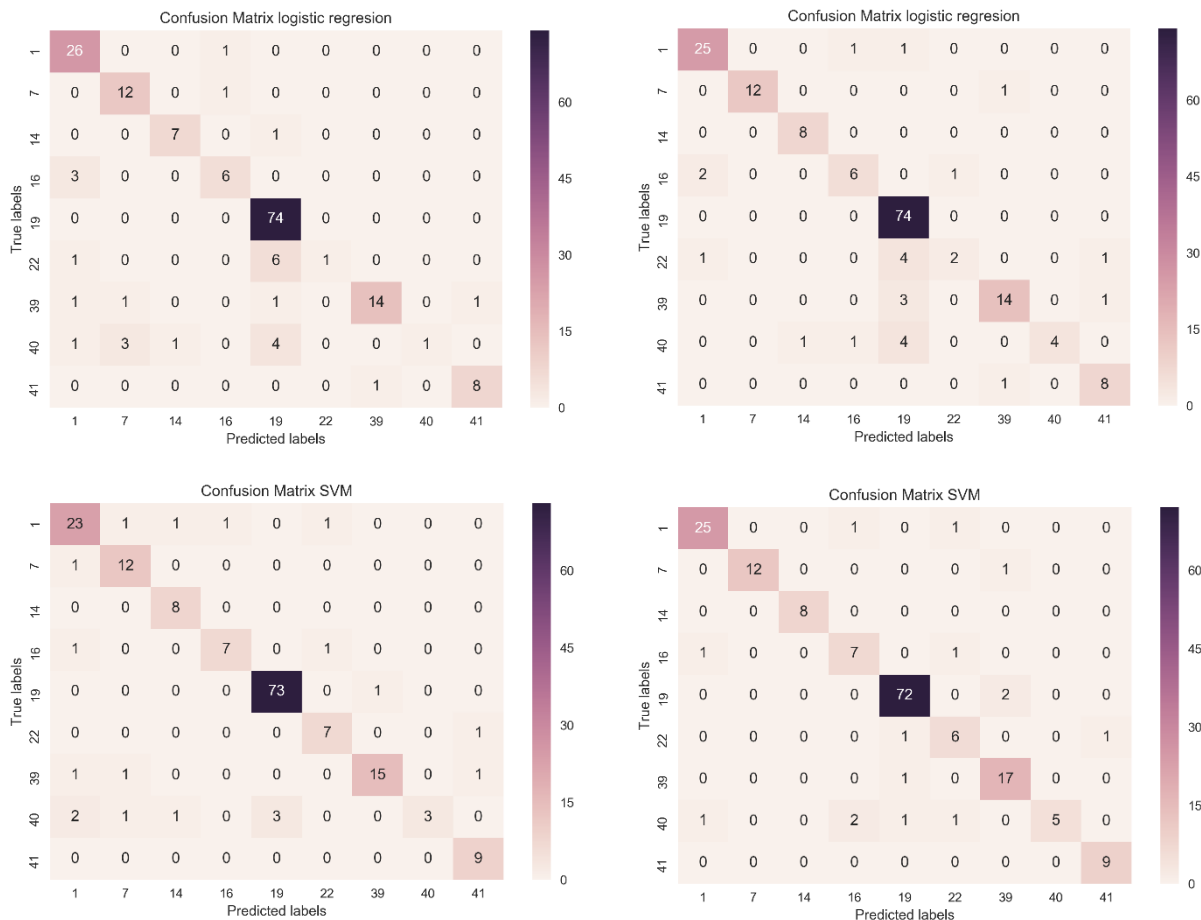 Confusion Matrix logistic regresion
1 26 0 0 1 0 0 0 0 0 60
7 0 12 0 1 0 0 0 0 0
14 0 0 7 0 1 0 0 0 0 45
16 3 0 0 6 0 0 0 0 0
19 0 0 0 0 74 0 0 0 0 30
22 1 0 0 0 6 1 0 0 0
39 1 1 0 0 1 0 14 0 1 15
40 1 3 1 0 4 0 0 1 0
41 0 0 0 0 0 0 1 0 8 0
1 7 14 16 19 22 39 40 41
Predicted labels
True labels
Confusion Matrix logistic regresion
1 25 0 0 1 1 0 0 0 0 60
7 0 12 0 0 0 0 1 0 0
14 0 0 8 0 0 0 0 0 0 45
16 2 0 0 6 0 1 0 0 0
19 0 0 0 0 74 0 0 0 0 30
22 1 0 0 0 4 2 0 0 1
39 0 0 0 0 3 0 14 0 1 15
40 0 0 1 1 4 0 0 4 0
41 0 0 0 0 0 0 1 0 8 0
1 7 14 16 19 22 39 40 41
Predicted labels
True labels
Confusion Matrix SVM
1 23 1 1 1 0 1 0 0 0
7 1 12 0 0 0 0 0 0 0 60
14 0 0 8 0 0 0 0 0 0
16 1 0 0 7 0 1 0 0 0 45
19 0 0 0 0 73 0 1 0 0
22 0 0 0 0 0 7 0 0 1 30
39 1 1 0 0 0 0 15 0 1
40 2 1 1 0 3 0 0 3 0 15
41 0 0 0 0 0 0 0 0 9 0
1 7 14 16 19 22 39 40 41
Predicted labels
True labels
Confusion Matrix SVM
1 25 0 0 1 0 1 0 0 0
7 0 12 0 0 0 0 1 0 0 60
14 0 0 8 0 0 0 0 0 0
16 1 0 0 7 0 1 0 0 0 45
19 0 0 0 0 72 0 2 0 0
22 0 0 0 0 1 6 0 0 1 30
39 0 0 0 0 1 0 17 0 0
40 1 0 0 2 1 1 0 5 0 15
41 0 0 0 0 0 0 0 0 9 0
1 7 14 16 19 22 39 40 41
Predicted labels
True labels